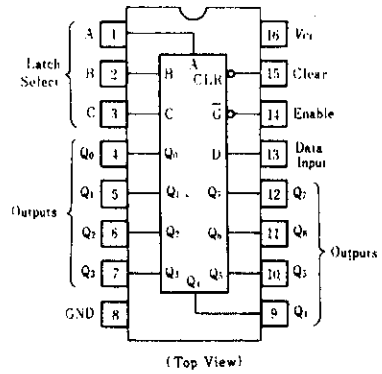 A 1 16 Vcc
Latch Select
B 2 B A CLR 15 Clear
C 3 C G 14 Enable
Q0 4 Q0 D 13 Data Input
Outputs
Q1 5 Q1 Q7 12 Q7
Q2 6 Q2 Q6 11 Q6
Q3 7 Q3 Q5 10 Q5
Outputs
GND 8 Q4 9 Q4
(Top View)